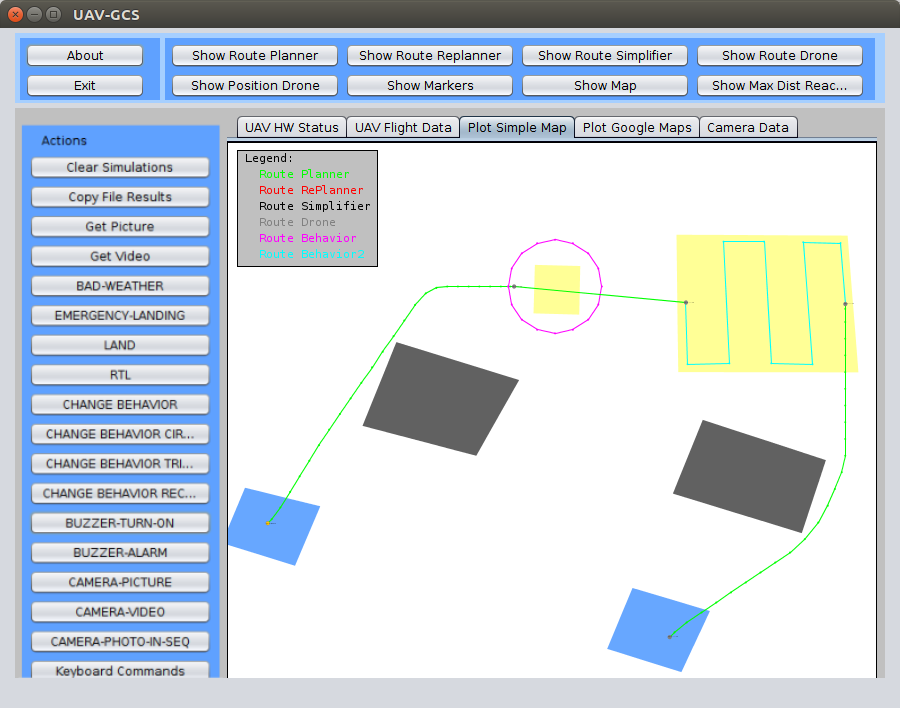 UAV-GCS
About
Show Route Planner
Show Route Replanner
Show Route Simplifier
Show Route Drone
Exit
Show Position Drone
Show Markers
Show Map
Show Max Dist Reac...
UAV HW Status
UAV Flight Data
Plot Simple Map
Plot Google Maps
Camera Data
Actions
Clear Simulations
Copy File Results
Get Picture
Get Video
BAD-WEATHER
EMERGENCY-LANDING
LAND
RTL
CHANGE BEHAVIOR
CHANGE BEHAVIOR CIR...
CHANGE BEHAVIOR TRI...
CHANGE BEHAVIOR REC...
BUZZER-TURN-ON
BUZZER-ALARM
CAMERA-PICTURE
CAMERA-VIDEO
CAMERA-PHOTO-IN-SEQ
Keyboard Commands
Legend:
Route Planner
Route RePlanner
Route Simplifier
Route Drone
Route Behavior
Route Behavior2